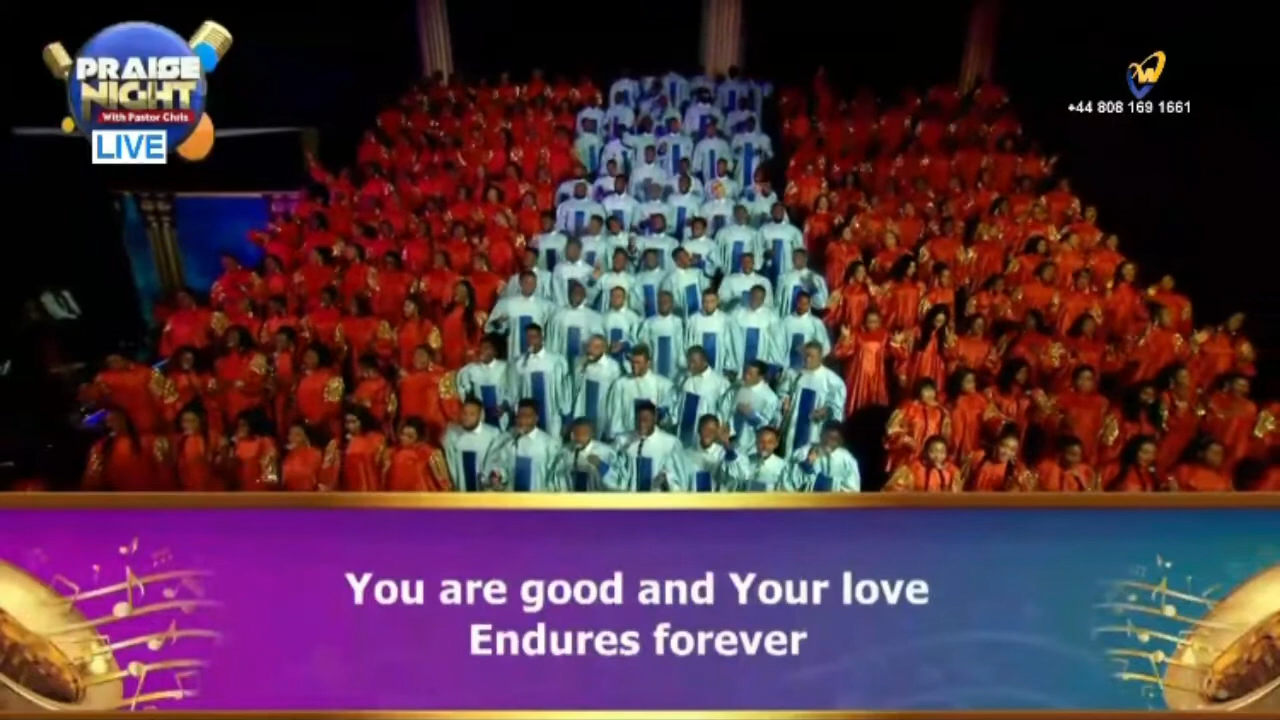 PRAISE
NIGHT
With Pastor Chris
LIVE
W
+44 808 169 1661
You are good and Your love
Endures forever